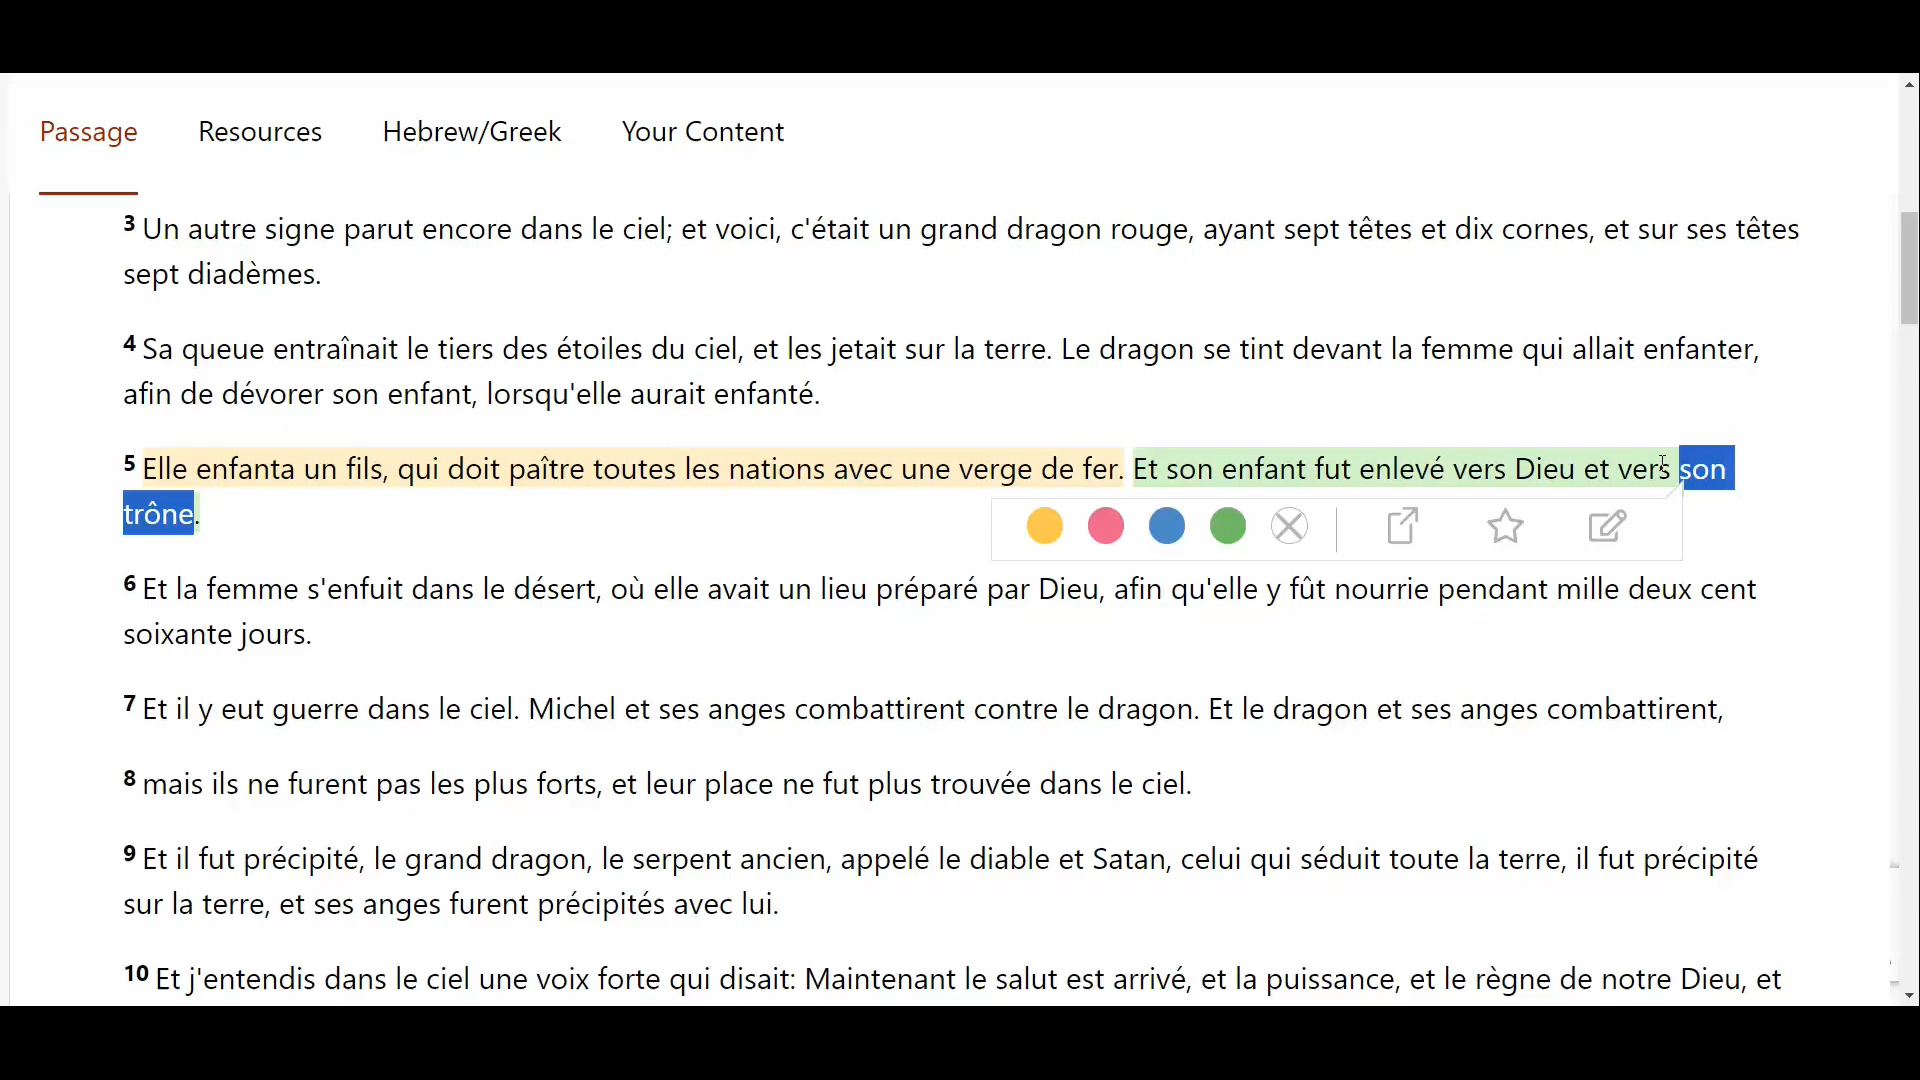 Passage Resources Hebrew/Greek Your Content
3 Un autre signe parut encore dans le ciel; et voici, c'était un grand dragon rouge, ayant sept têtes et dix cornes, et sur ses têtes
sept diadèmes.
4 Sa queue entraînait le tiers des étoiles du ciel, et les jetait sur la terre. Le dragon se tint devant la femme qui allait enfanter,
afin de dévorer son enfant, lorsqu'elle aurait enfanté.
5 Elle enfanta un fils, qui doit paître toutes les nations avec une verge de fer. Et son enfant fut enlevé vers Dieu et vers son
trône.
6 Et la femme s'enfuit dans le désert, où elle avait un lieu préparé par Dieu, afin qu'elle y fût nourrie pendant mille deux cent
soixante jours.
7 Et il y eut guerre dans le ciel. Michel et ses anges combattirent contre le dragon. Et le dragon et ses anges combattirent,
8 mais ils ne furent pas les plus forts, et leur place ne fut plus trouvée dans le ciel.
9 Et il fut précipité, le grand dragon, le serpent ancien, appelé le diable et Satan, celui qui séduit toute la terre, il fut précipité
sur la terre, et ses anges furent précipités avec lui.
10 Et j'entendis dans le ciel une voix forte qui disait: Maintenant le salut est arrivé, et la puissance, et le règne de notre Dieu, et